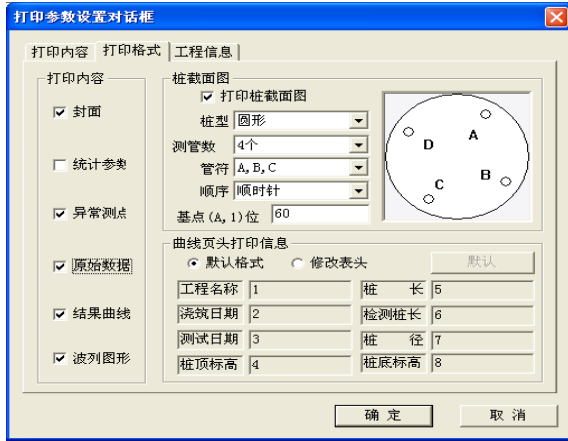 打印参数设置对话框
打印内容 打印格式 工程信息
打印内容
封面
统计参数
异常测点
原始数据
结果曲线
波列图形
桩截面图
打印桩截面图
桩型 圆形
测管数 4个
管符 A,B,C
顺序 顺时针
基点(A,1)位 60
A
D
B
C
曲线页头打印信息
默认格式 修改表头 默认
工程名称 1 桩 长 5
浇筑日期 2 检测桩长 6
测试日期 3 桩 径 7
桩顶标高 4 桩底标高 8
确 定 取 消